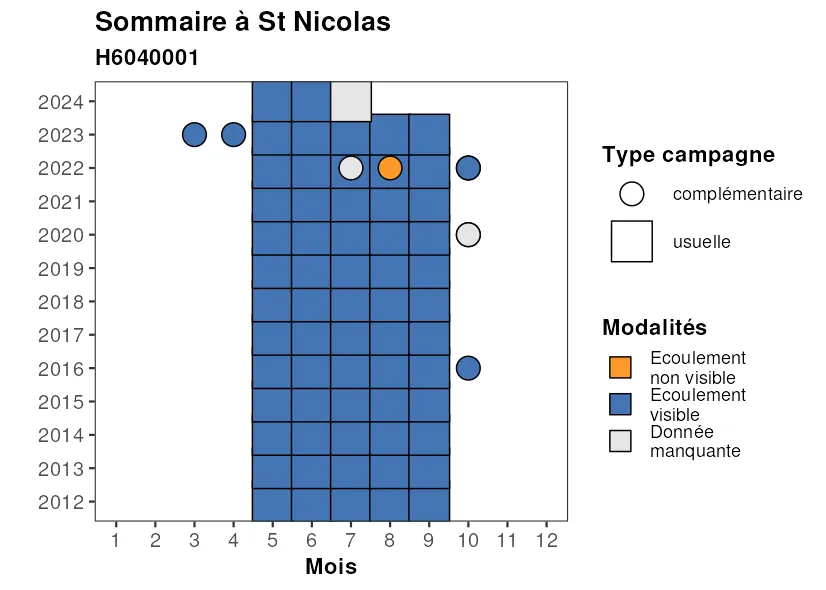 Sommaire à St Nicolas
H6040001
2024
2023
2022
2021
2020
2019
2018
2017
2016
2015
2014
2013
2012
1 2 3 4 5 6 7 8 9 10 11 12
Mois
Type campagne
complémentaire
usuelle
Modalités
Ecoulement
non visible
Ecoulement
visible
Donnée
manquante